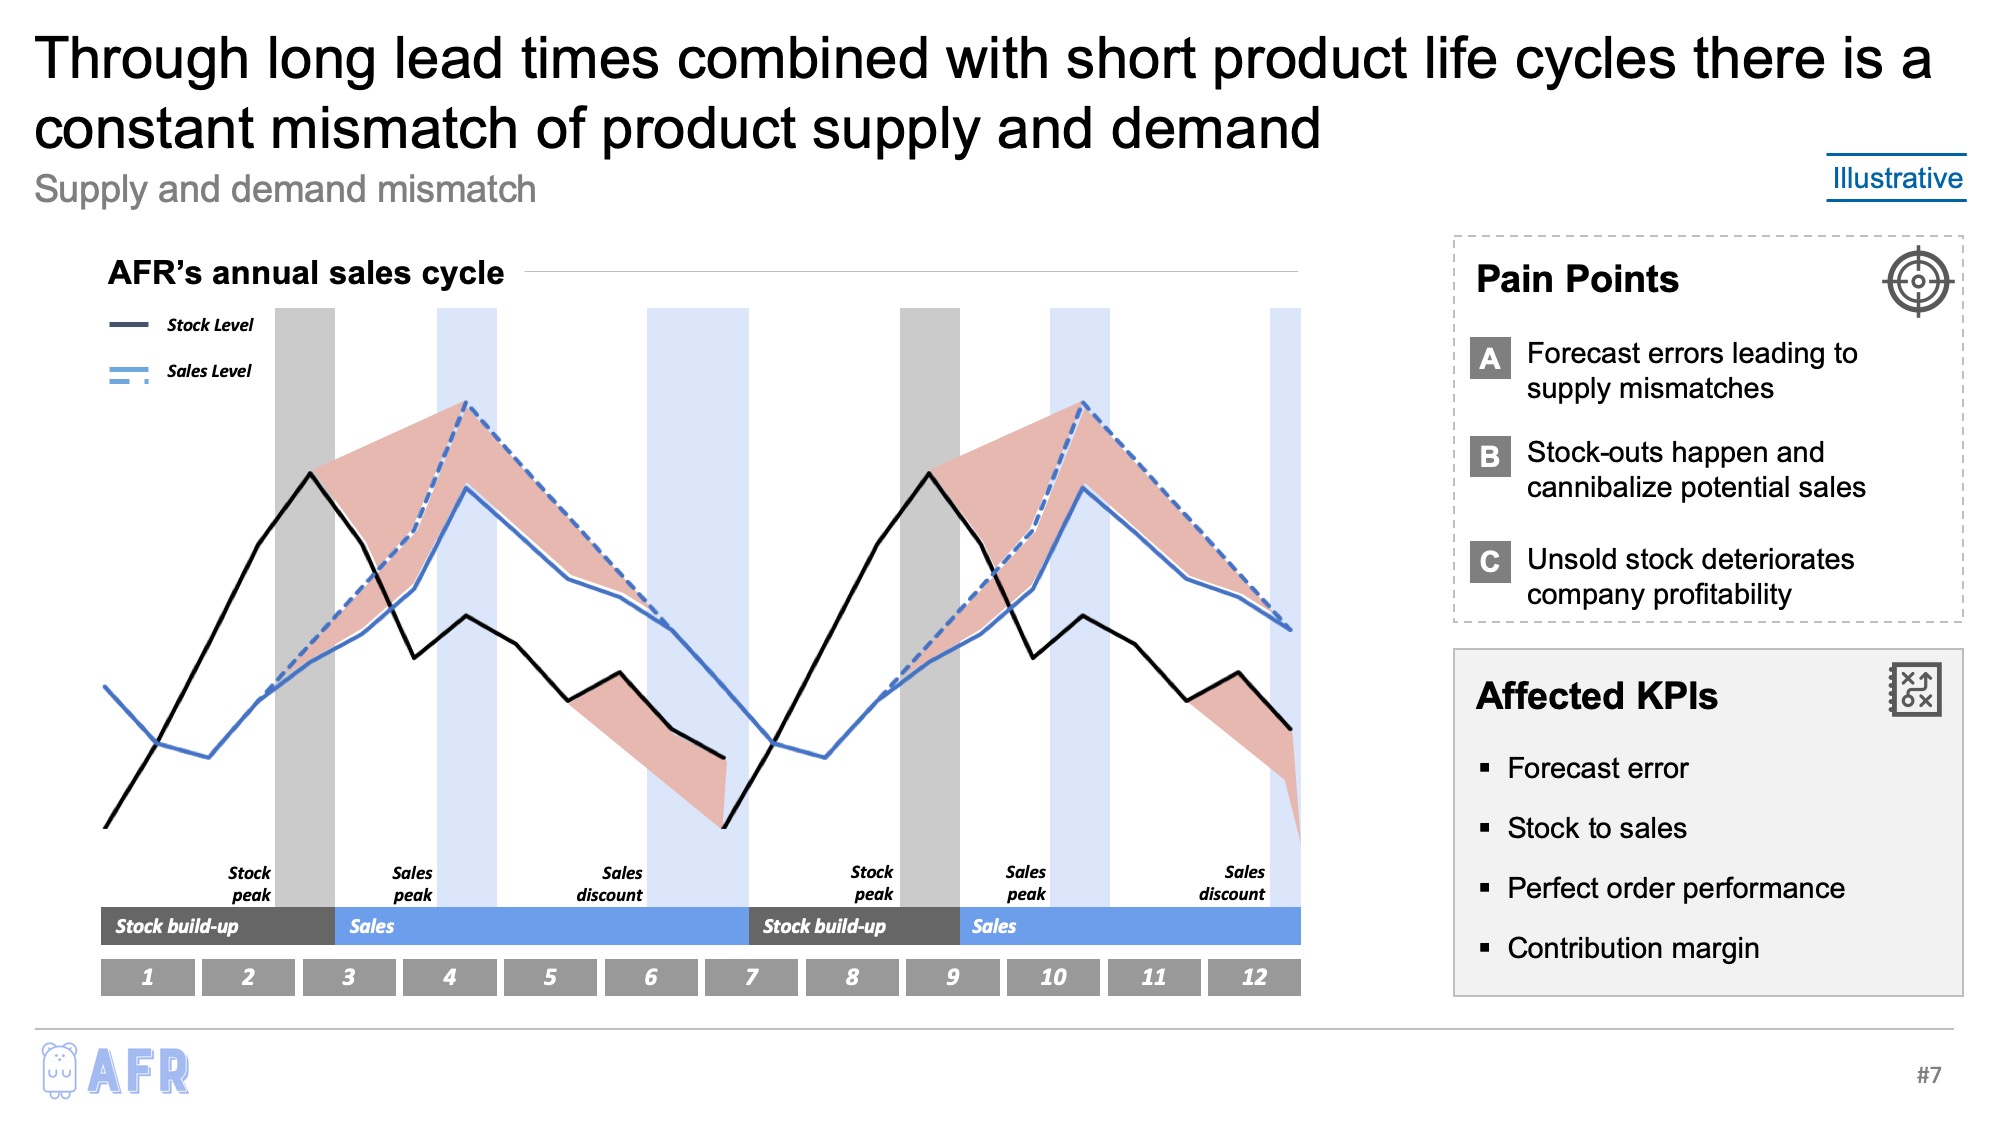 Through long lead times combined with short product life cycles there is a
constant mismatch of product supply and demand
Supply and demand mismatch
Illustrative
AFR’s annual sales cycle
Stock Level
Sales Level
Stock
peak
Sales
peak
Sales
discount
Stock
peak
Sales
peak
Sales
discount
Stock build-up
Sales
Stock build-up
Sales
1
2
3
4
5
6
7
8
9
10
11
12
Pain Points
A
Forecast errors leading to
supply mismatches
B
Stock-outs happen and
cannibalize potential sales
C
Unsold stock deteriorates
company profitability
Affected KPIs
▪ Forecast error
▪ Stock to sales
▪ Perfect order performance
▪ Contribution margin
AFR
#7